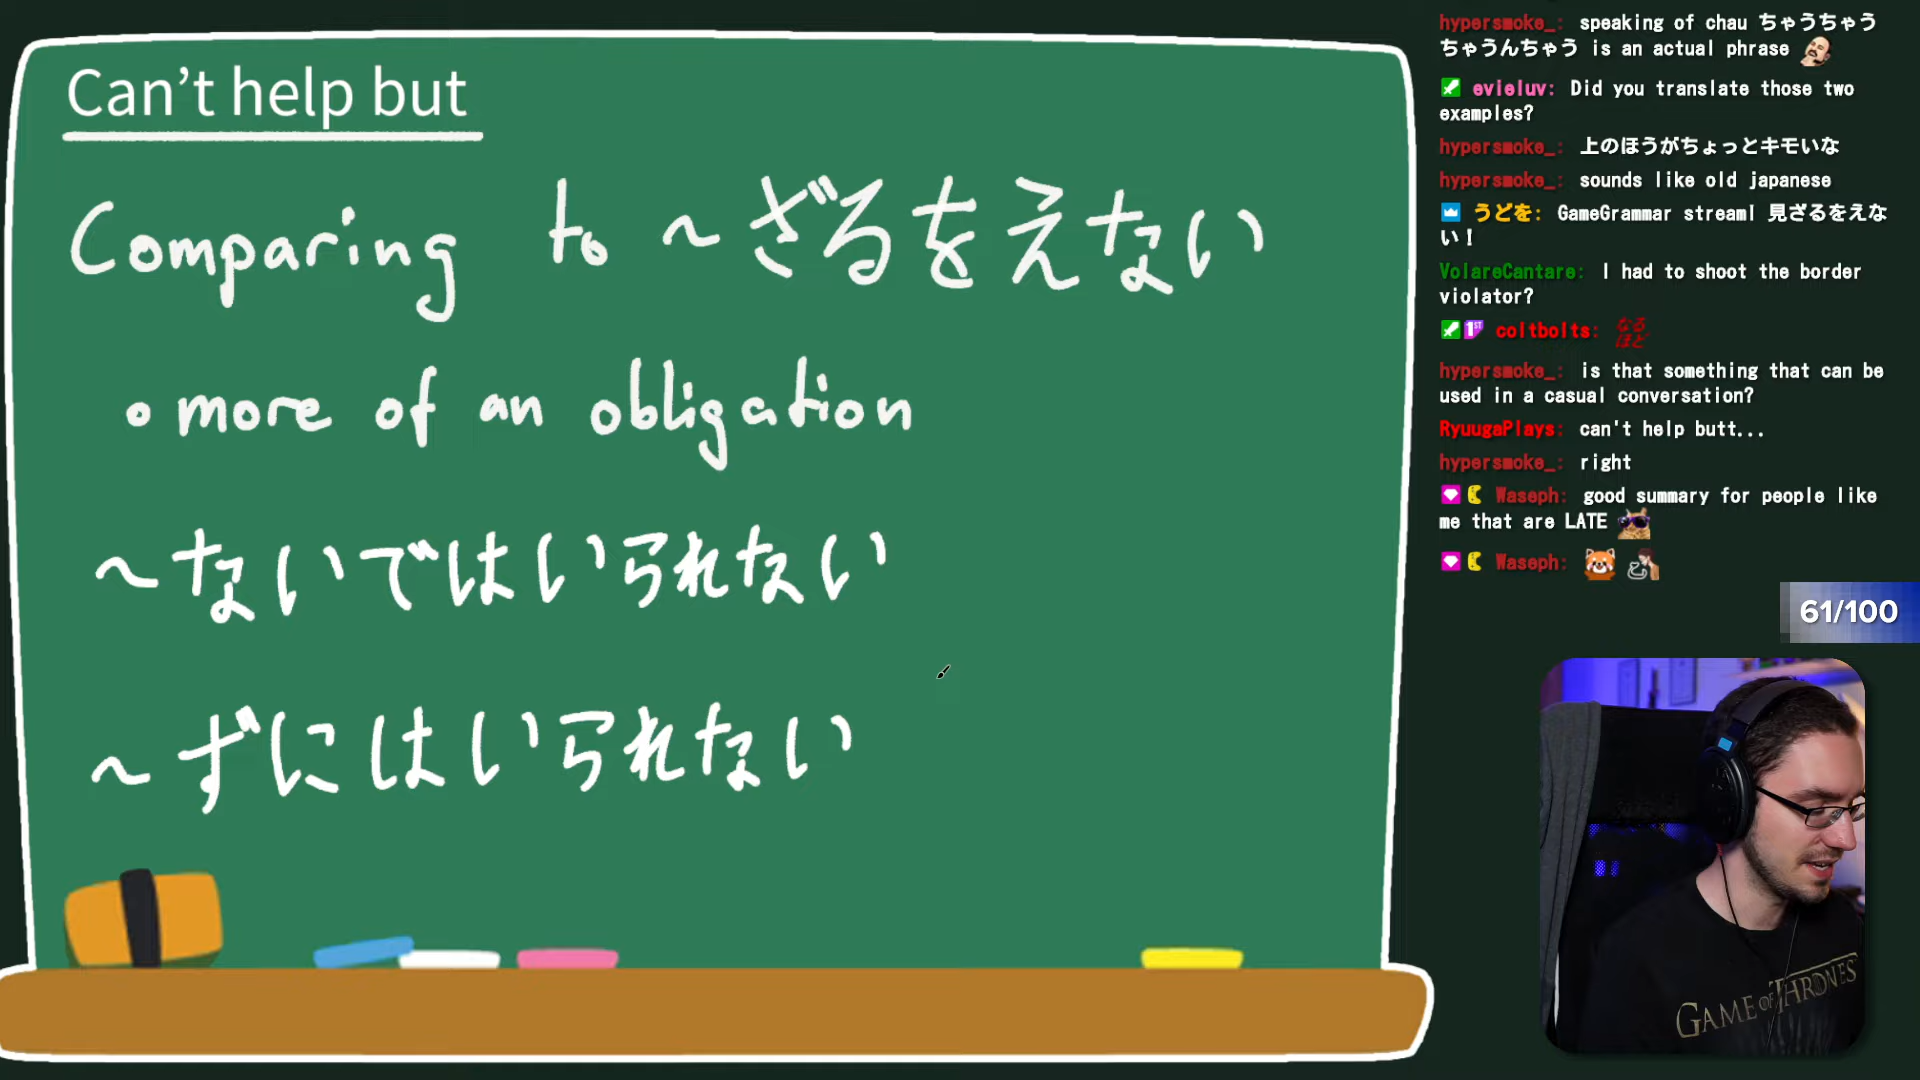 Can't help but
Comparing to ~ざるをえない
• more of an obligation
~ないではいられない
~ずにはいられない
hypersmoke_: speaking of chau ちゃうちゃう
ちゃうんちゃう is an actual phrase
evieluv: Did you translate those two
examples?
hypersmoke_: 上のほうがちょっとキモいな
hypersmoke_: sounds like old japanese
うどを: GameGrammar stream! 見ざるをえな
い！
VolareCantare: I had to shoot the border
violator?
1ST coltbolts: なる
ほど
hypersmoke_: is that something that can be
used in a casual conversation?
RyuugaPlays: can't help butt...
hypersmoke_: right
Waseph: good summary for people like
me that are LATE
Waseph:
61/100
GAME OF THRONES